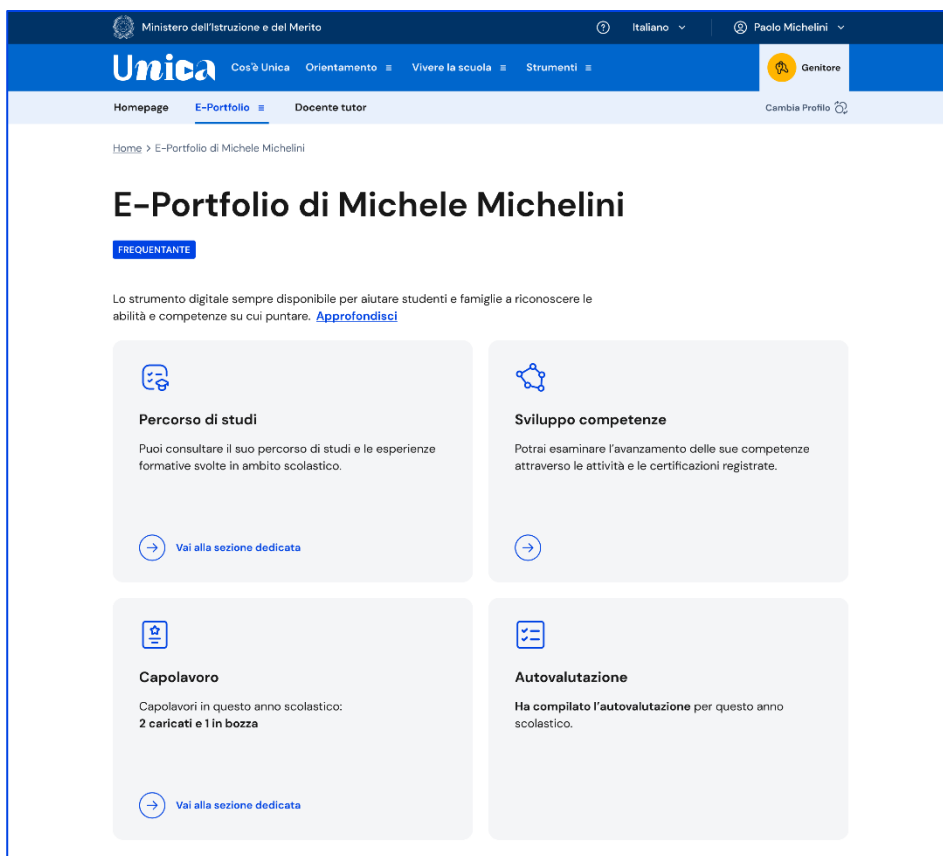 Ministero dell'Istruzione e del Merito
Italiano
Paolo Michelini
Unica
Cos'è Unica
Orientamento
Vivere la scuola
Strumenti
Genitore
Homepage
E-Portfolio
Docente tutor
Cambia Profilo
Home > E-Portfolio di Michele Michelini
E-Portfolio di Michele Michelini
FREQUENTANTE
Lo strumento digitale sempre disponibile per aiutare studenti e famiglie a riconoscere le
abilità e competenze su cui puntare. Approfondisci
Percorso di studi
Puoi consultare il suo percorso di studi e le esperienze
formative svolte in ambito scolastico.
Vai alla sezione dedicata
Sviluppo competenze
Potrai esaminare l'avanzamento delle sue competenze
attraverso le attività e le certificazioni registrate.
Capolavoro
Capolavori in questo anno scolastico:
2 caricati e 1 in bozza
Vai alla sezione dedicata
Autovalutazione
Ha compilato l'autovalutazione per questo anno
scolastico.